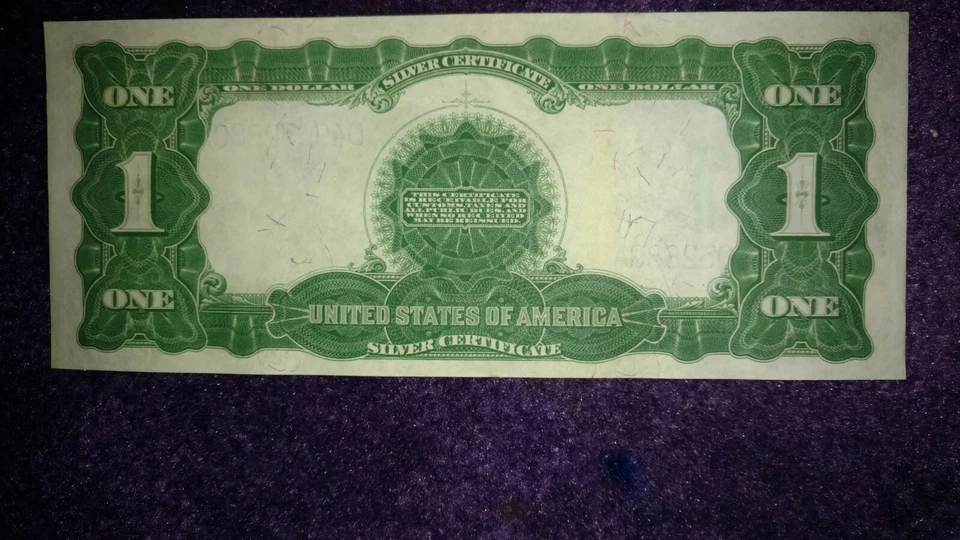 SILVER CERTIFICATE
ONE DOLLAR ONE DOLLAR
ONE ONE
1 1
THIS CERTIFICATE
IS RECEIVABLE FOR
CUSTOMS, TAXES AND
ALL PUBLIC DUES, AND
WHEN SO RECEIVED
MAY BE REISSUED.
ONE ONE
UNITED STATES OF AMERICA
SILVER CERTIFICATE